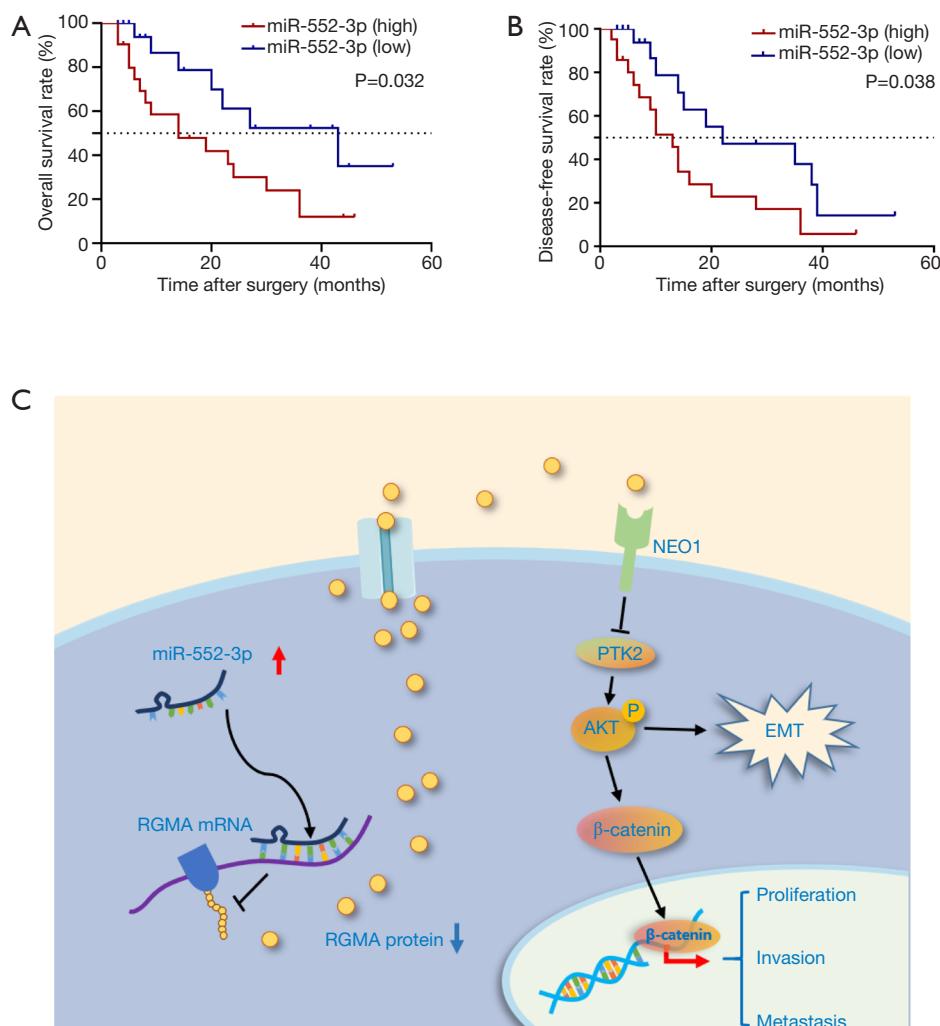 A
miR-552-3p (high)
miR-552-3p (low)
P=0.032
Overall survival rate (%)
100
80
60
40
20
0
0 20 40 60
Time after surgery (months)
B
miR-552-3p (high)
miR-552-3p (low)
P=0.038
Disease-free survival rate (%)
100
80
60
40
20
0
0 20 40 60
Time after surgery (months)
C
NEO1
miR-552-3p
PTK2
P
AKT
EMT
RGMA mRNA
β-catenin
Proliferation
RGMA protein
β-catenin
Invasion
Metastasis